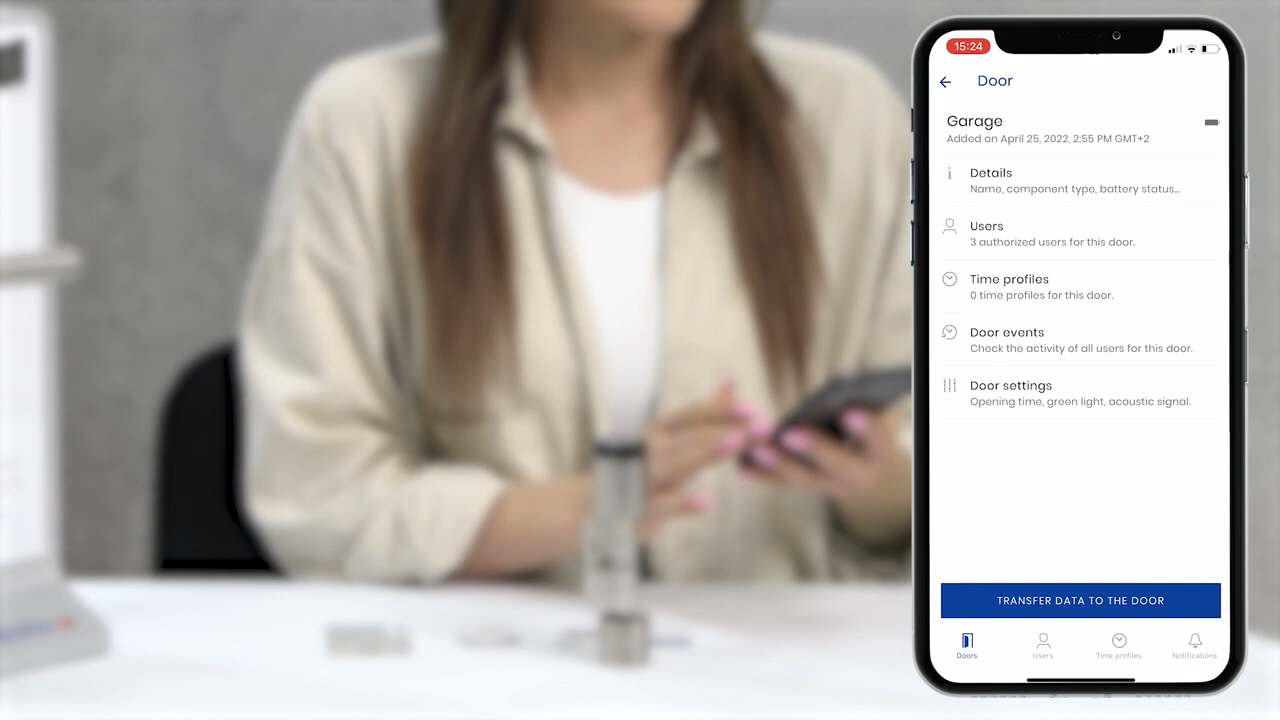 15:24
Door
Garage
Added on April 25, 2022, 2:55 PM GMT+2
Details
Name, component type, battery status...
Users
3 authorized users for this door.
Time profiles
0 time profiles for this door.
Door events
Check the activity of all users for this door.
Door settings
Opening time, green light, acoustic signal.
TRANSFER DATA TO THE DOOR
Doors
Users
Time profiles
Notifications